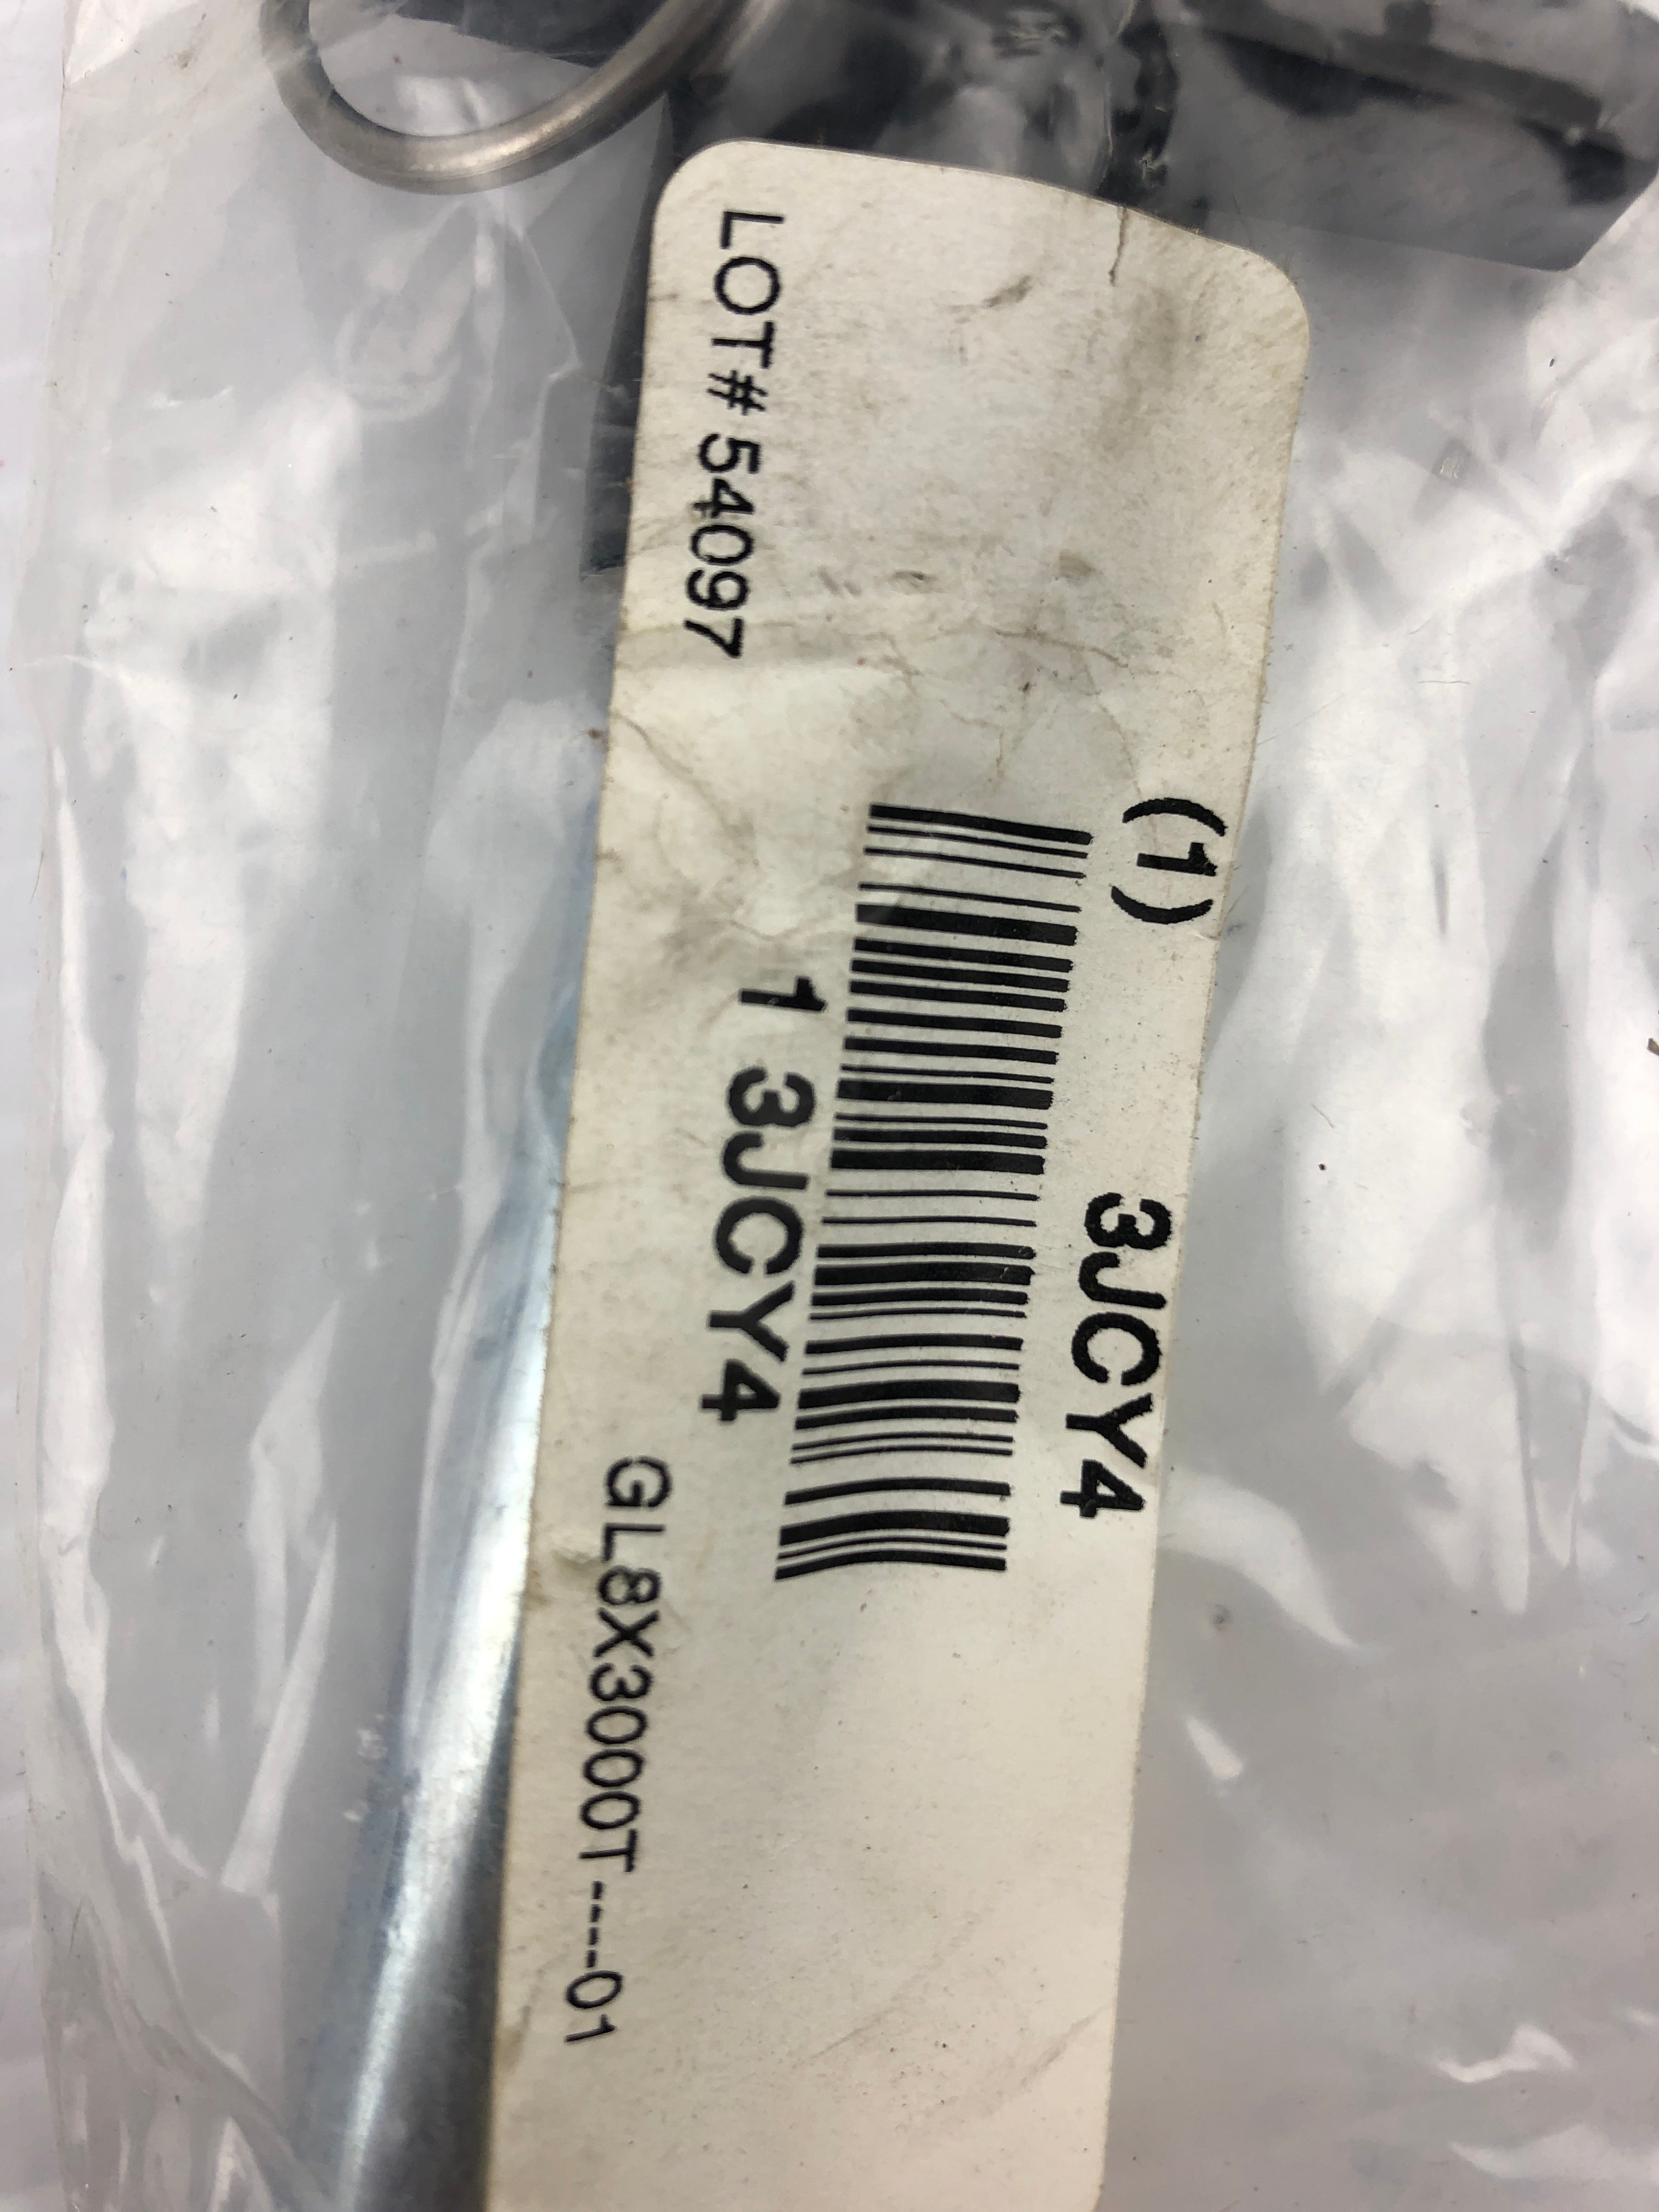 (1) 3JCY4
1 3JCY4
LOT# 54097
GL8X3000T----01